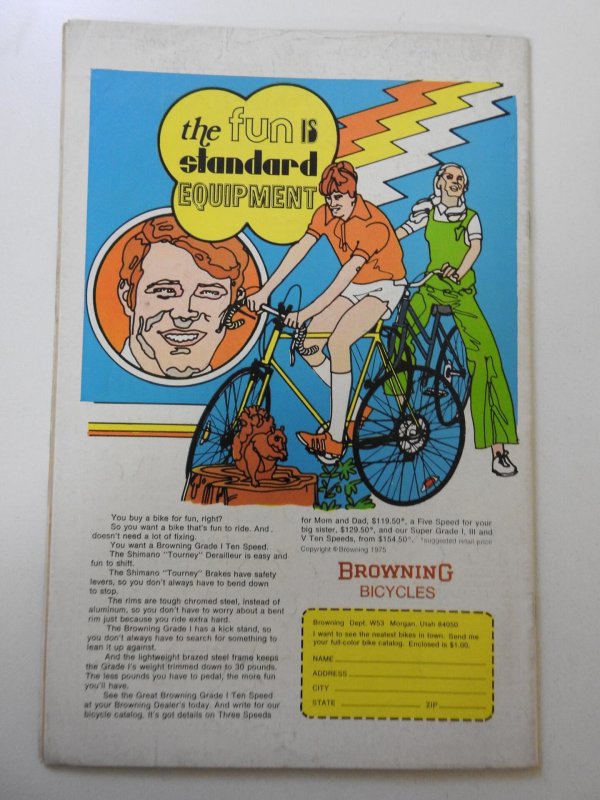 the fun IS
standard
EQUIPMENT
You buy a bike for fun, right?
So you want a bike that's fun to ride. And
doesn't need a lot of fixing.
You want a Browning Grade I Ten Speed.
The Shimano "Tourney" Derailleur is easy and
fun to shift.
The Shimano "Tourney" Brakes have safety
levers, so you don't always have to bend down
to stop.
The rims are tough chromed steel, instead of
aluminum, so you don't have to worry about a bent
rim just because you ride extra hard.
The Browning Grade I has a kick stand, so
you don't always have to search for something to
lean it up against.
And the lightweight brazed steel frame keeps
the Grade I's weight trimmed down to 30 pounds.
The less pounds you have to pedal, the more fun
you'll have.
See the Great Browning Grade I Ten Speed
at your Browning Dealer's today. And write for our
bicycle catalog. It's got details on Three Speeds
for Mom and Dad, $119.50*, a Five Speed for your
big sister, $129.50*, and our Super Grade I, III and
V Ten Speeds, from $154.50*. *suggested retail price
Copyright © Browning 1975
BROWNING
BICYCLES
Browning Dept. W53 Morgan, Utah 84050
I want to see the neatest bikes in town. Send me
your full-color bike catalog. Enclosed is $1.00.
NAME
ADDRESS
CITY
STATE ZIP